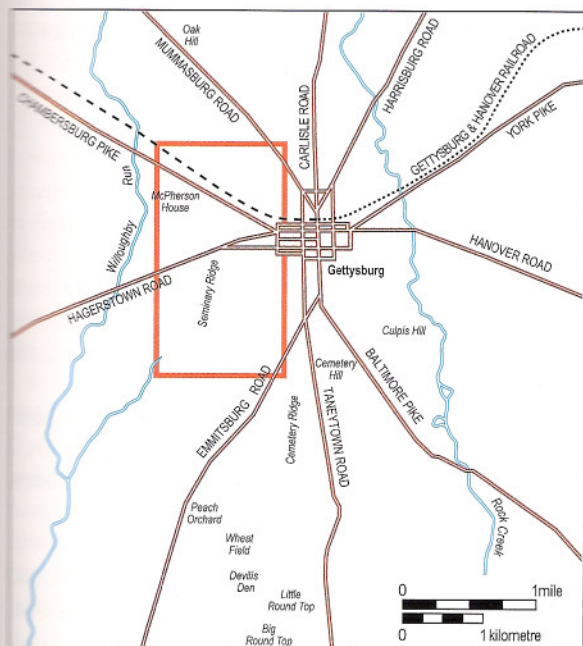 Oak
Hill
MUMMASBURG ROAD
CARLISLE ROAD
HARRISBURG ROAD
GETTYSBURG & HANOVER RAILROAD
YORK PIKE
CHAMBERSBURG PIKE
McPherson
House
Willoughby Run
HAGERSTOWN ROAD
Seminary Ridge
Gettysburg
HANOVER ROAD
Culpis Hill
Cemetery
Hill
BALTIMORE PIKE
EMMITSBURG ROAD
Cemetery Ridge
TANEYTOWN ROAD
Rock Creek
Peach
Orchard
Wheat
Field
Devilis
Den
Little
Round Top
Big
Round Top
0 1mile
0 1 kilometre